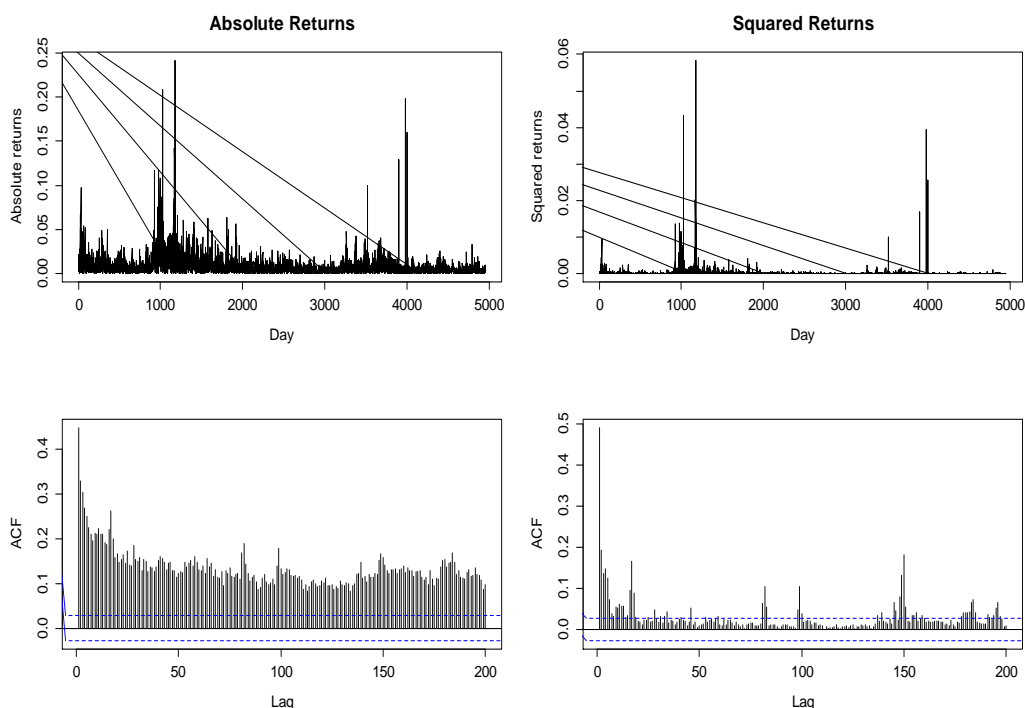 Absolute Returns
Absolute returns
0.00 0.05 0.10 0.15 0.20 0.25
0 1000 2000 3000 4000 5000
Day
Squared Returns
Squared returns
0.00 0.02 0.04 0.06
0 1000 2000 3000 4000 5000
Day
ACF
0.0 0.1 0.2 0.3 0.4
0 50 100 150 200
Lag
ACF
0.0 0.1 0.2 0.3 0.4 0.5
0 50 100 150 200
Lag